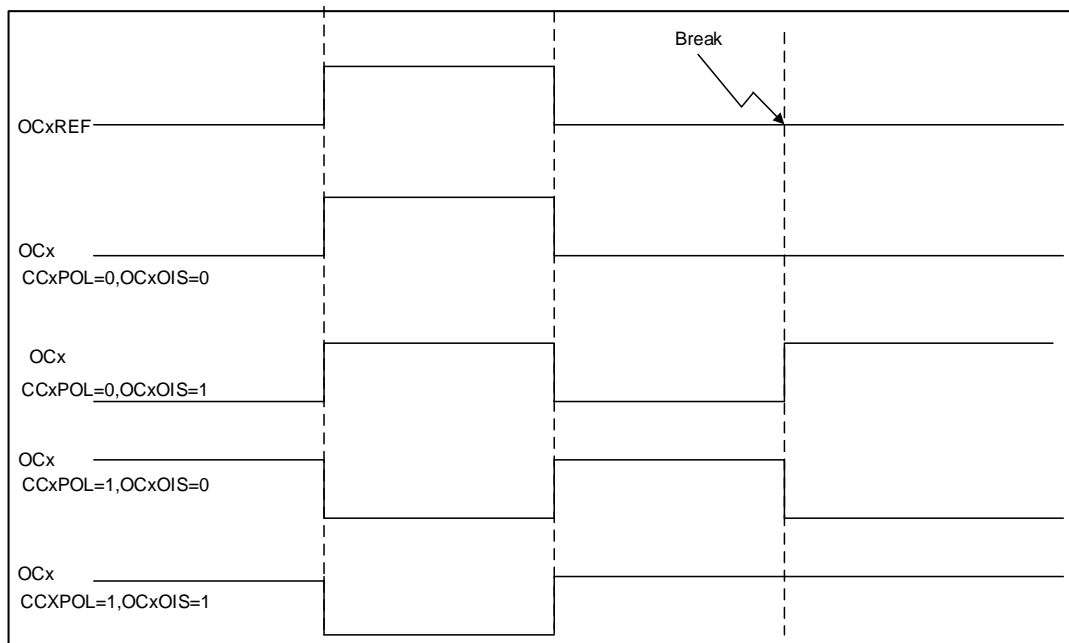 Break
OCxREF
OCx
CCxPOL=0,OCxOIS=0
OCx
CCxPOL=0,OCxOIS=1
OCx
CCxPOL=1,OCxOIS=0
OCx
CCXPOL=1,OCxOIS=1